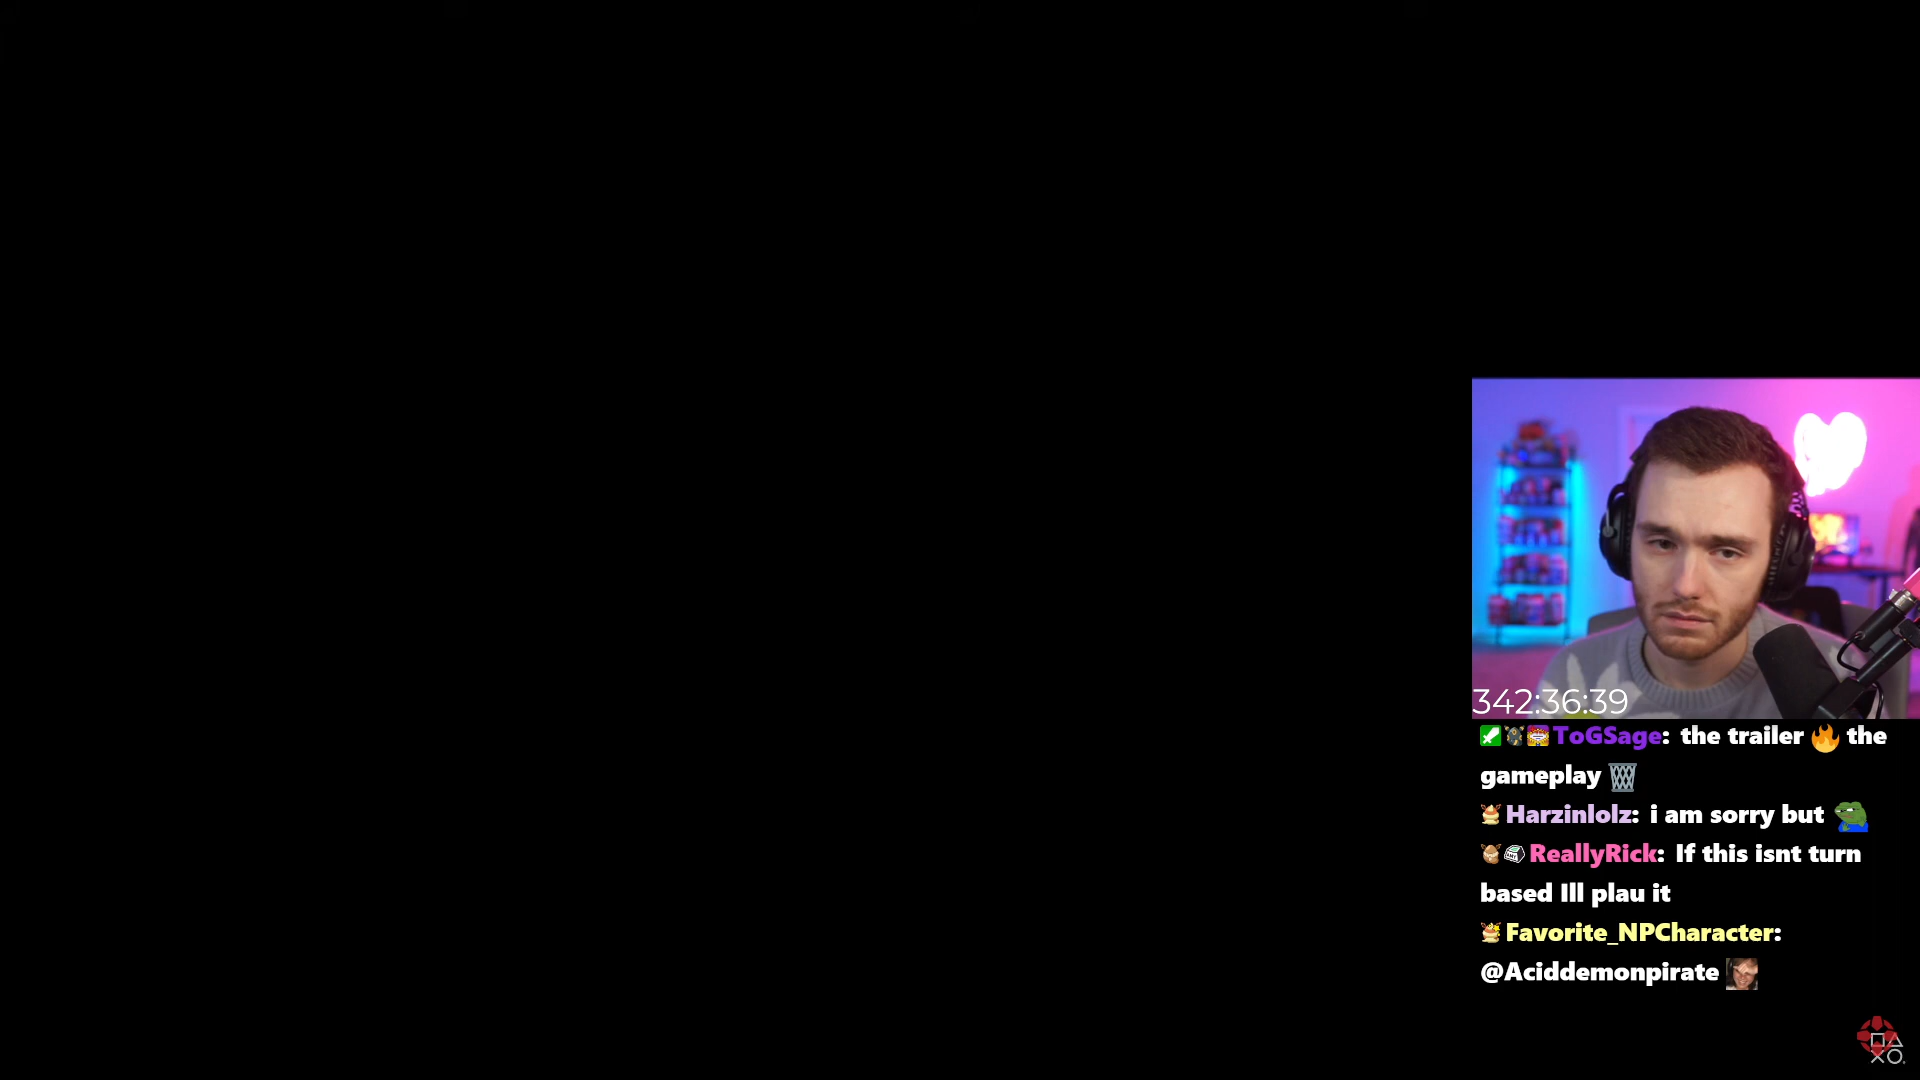 342:36:39
ToGSage: the trailer 🔥 the
gameplay 🗑️
Harzinlolz: i am sorry but
ReallyRick: If this isnt turn
based Ill plau it
Favorite_NPCharacter:
@Aciddemonpirate